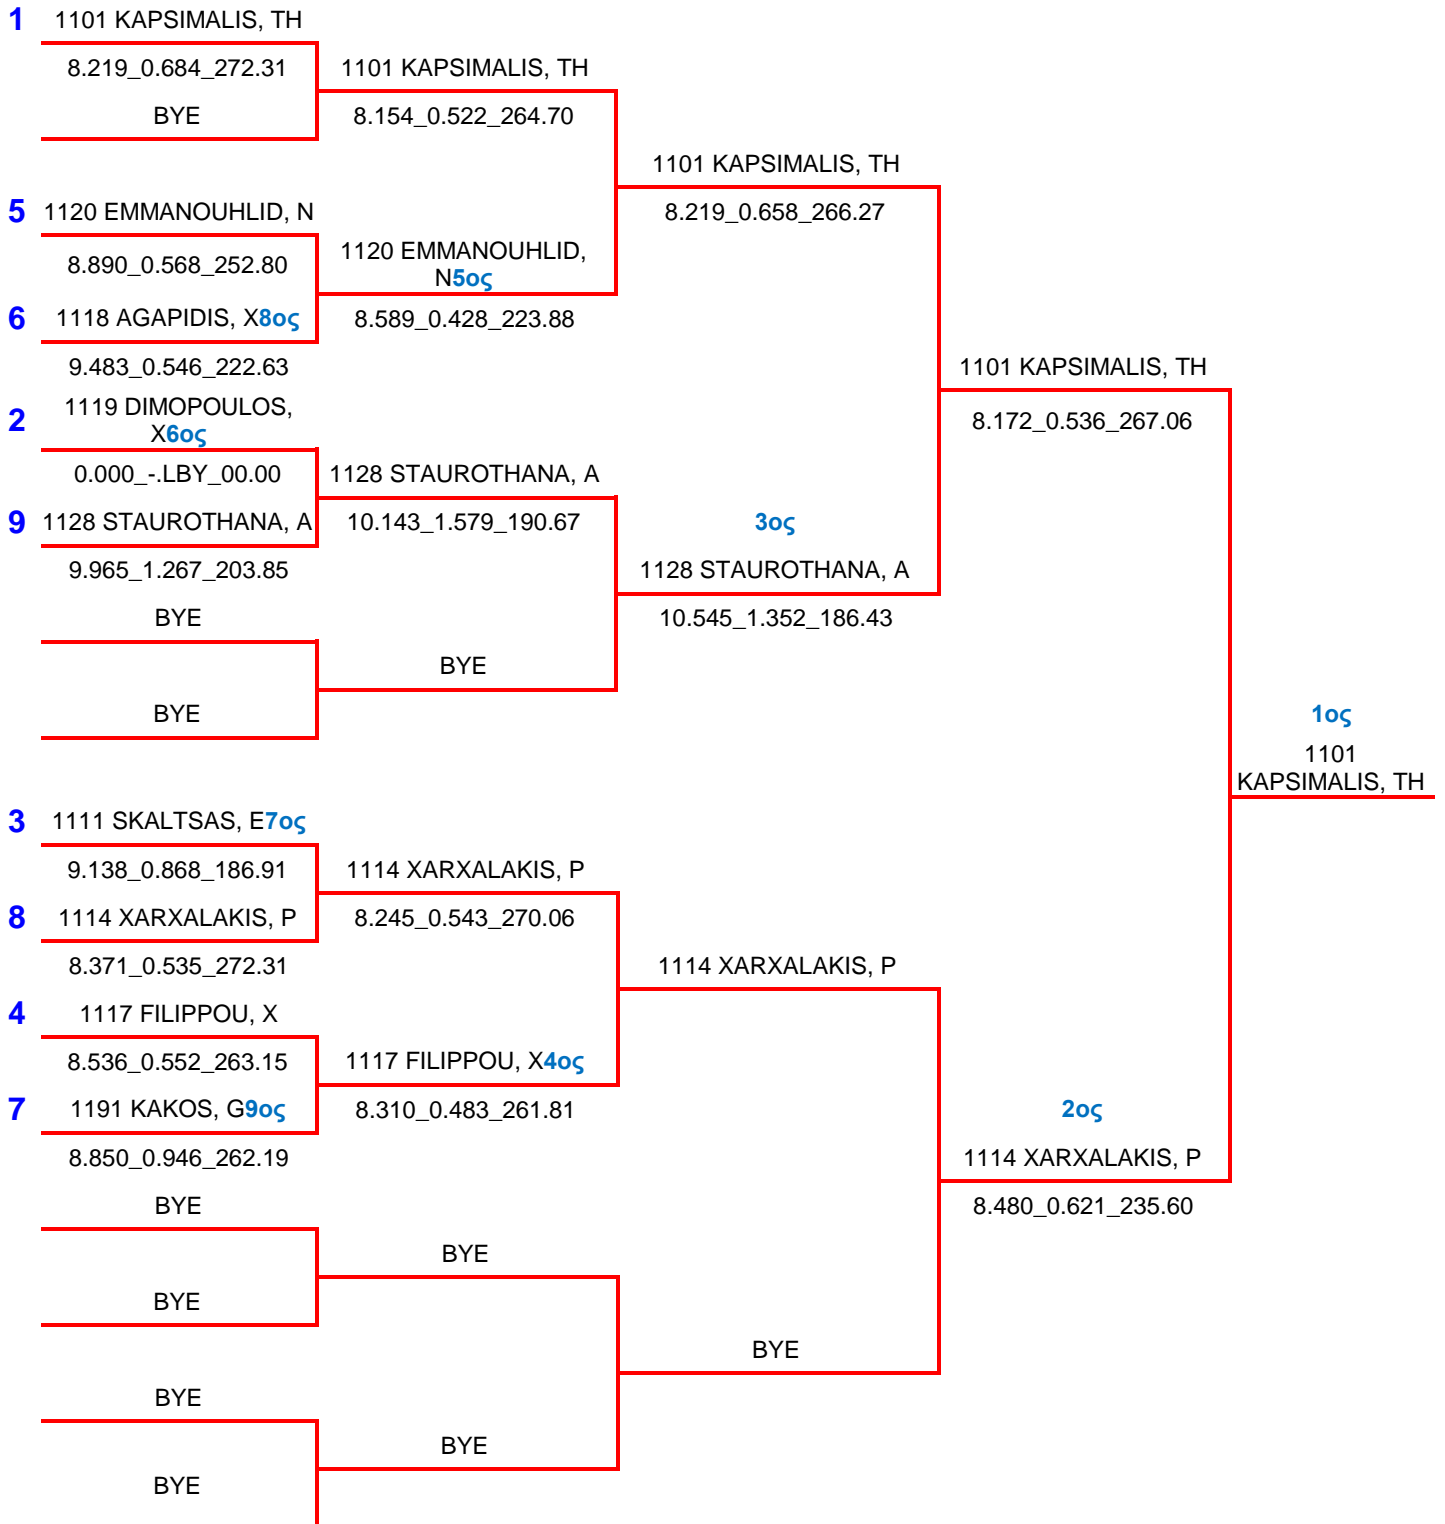 1 1101 KAPSIMALIS, TH
8.219_0.684_272.31
BYE
5 1120 EMMANOUHLID, N
8.890_0.568_252.80
6 1118 AGAPIDIS, X8ος
9.483_0.546_222.63
2 1119 DIMOPOULOS,
X6ος
0.000_-.LBY_00.00
9 1128 STAUROTHANA, A
9.965_1.267_203.85
BYE
BYE
3 1111 SKALTSAS, E7ος
9.138_0.868_186.91
8 1114 XARXALAKIS, P
8.371_0.535_272.31
4 1117 FILIPPOU, X
8.536_0.552_263.15
7 1191 KAKOS, G9ος
8.850_0.946_262.19
BYE
BYE
BYE
BYE
1101 KAPSIMALIS, TH
8.154_0.522_264.70
1120 EMMANOUHLID,
N5ος
8.589_0.428_223.88
1128 STAUROTHANA, A
10.143_1.579_190.67
BYE
1114 XARXALAKIS, P
8.245_0.543_270.06
1117 FILIPPOU, X4ος
8.310_0.483_261.81
BYE
BYE
1101 KAPSIMALIS, TH
8.219_0.658_266.27
3ος
1128 STAUROTHANA, A
10.545_1.352_186.43
1114 XARXALAKIS, P
BYE
1101 KAPSIMALIS, TH
8.172_0.536_267.06
2ος
1114 XARXALAKIS, P
8.480_0.621_235.60
1ος
1101
KAPSIMALIS, TH